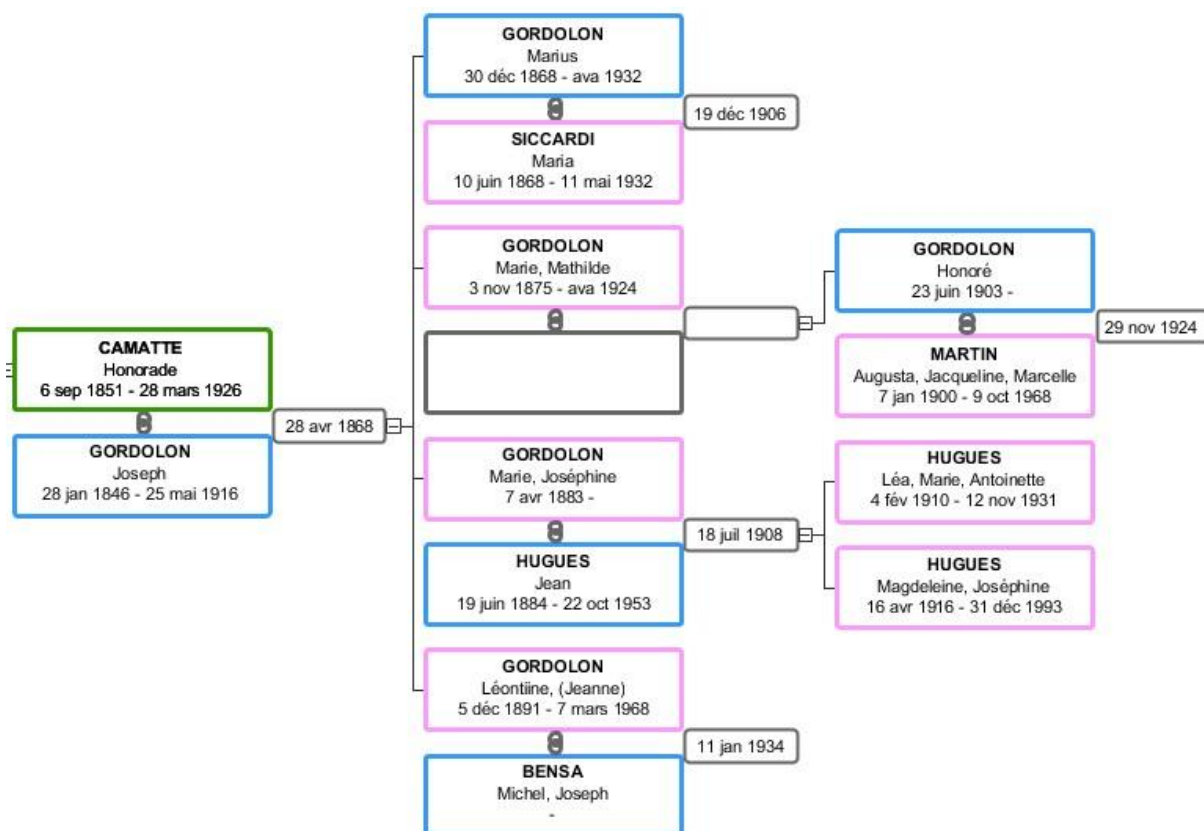 CAMATTE
Honorade
6 sep 1851 - 28 mars 1926
GORDOLON
Joseph
28 jan 1846 - 25 mai 1916
28 avr 1868
GORDOLON
Marius
30 déc 1868 - ava 1932
19 déc 1906
SICCARDI
Maria
10 juin 1868 - 11 mai 1932
GORDOLON
Marie, Mathilde
3 nov 1875 - ava 1924
GORDOLON
Honoré
23 juin 1903 -
29 nov 1924
MARTIN
Augusta, Jacqueline, Marcelle
7 jan 1900 - 9 oct 1968
GORDOLON
Marie, Joséphine
7 avr 1883 -
18 juil 1908
HUGUES
Jean
19 juin 1884 - 22 oct 1953
HUGUES
Léa, Marie, Antoinette
4 fév 1910 - 12 nov 1931
HUGUES
Magdeleine, Joséphine
16 avr 1916 - 31 déc 1993
GORDOLON
Léontiine, (Jeanne)
5 déc 1891 - 7 mars 1968
11 jan 1934
BENSA
Michel, Joseph
-